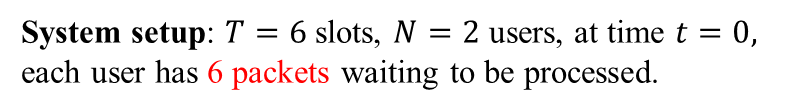 System setup: 𝑇 = 6 slots, 𝑁 = 2 users, at time 𝑡 = 0,
each user has 6 packets waiting to be processed.